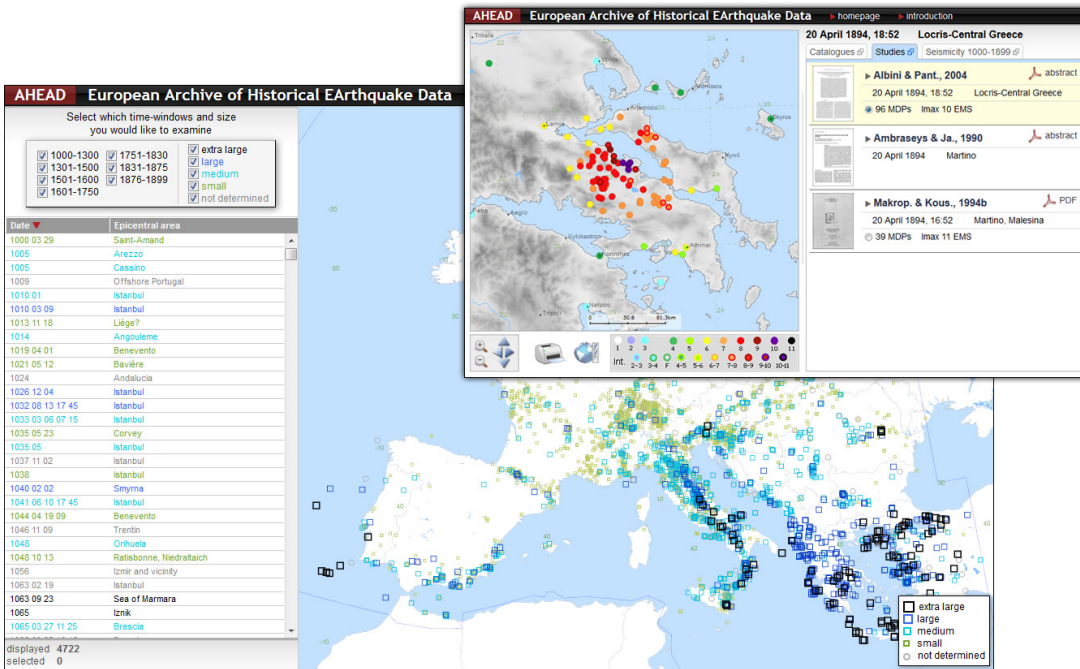 AHEAD European Archive of Historical EArthquake Data homepage introduction
20 April 1894, 18:52 Locris-Central Greece
Catalogues Studies Seismicity 1000-1899
Albini & Pant., 2004 abstract
20 April 1894, 18:52 Locris-Central Greece
96 MDPs Imax 10 EMS
Ambraseys & Ja., 1990 abstract
20 April 1894 Martino
Makrop. & Kous., 1994b PDF
20 April 1894, 16:52 Martino, Malesina
39 MDPs Imax 11 EMS
Trikala
Volos
Lamia
Artemisio
Alonissos
Skyros
Kymi
Patra
Aegio
Xylokastron
Korinthos
Athinai
Nafplio
Tripoli
0 30.6 61.3km
1 2 3 4 5 6 7 8 9 10 11
Int. 2-3 3-4 F 4-5 5-6 6-7 7-8 8-9 9-10 10-11
AHEAD European Archive of Historical EArthquake Data
Select which time-windows and size
you would like to examine
1000-1300 1751-1830 extra large
1301-1500 1831-1875 large
1501-1600 1876-1899 medium
1601-1750 small
not determined
Date Epicentral area
1000 03 29 Saint-Amand
1005 Arezzo
1005 Cassino
1009 Offshore Portugal
1010 01 Istanbul
1010 03 09 Istanbul
1013 11 18 Liège?
1014 Angouleme
1019 04 01 Benevento
1021 05 12 Bavière
1024 Andalucia
1026 12 04 Istanbul
1032 08 13 17 45 Istanbul
1033 03 06 07 15 Istanbul
1035 05 23 Corvey
1035 05 Istanbul
1037 11 02 Istanbul
1038 Istanbul
1040 02 02 Smyrna
1041 06 10 17 45 Istanbul
1044 04 19 09 Benevento
1046 11 09 Trentin
1048 Orihuela
1048 10 13 Ratisbonne, Niedraltaich
1056 Izmir and vicinity
1063 02 19 Istanbul
1063 09 23 Sea of Marmara
1065 Iznik
1065 03 27 11 25 Brescia
displayed 4722
selected 0
extra large
large
medium
small
not determined